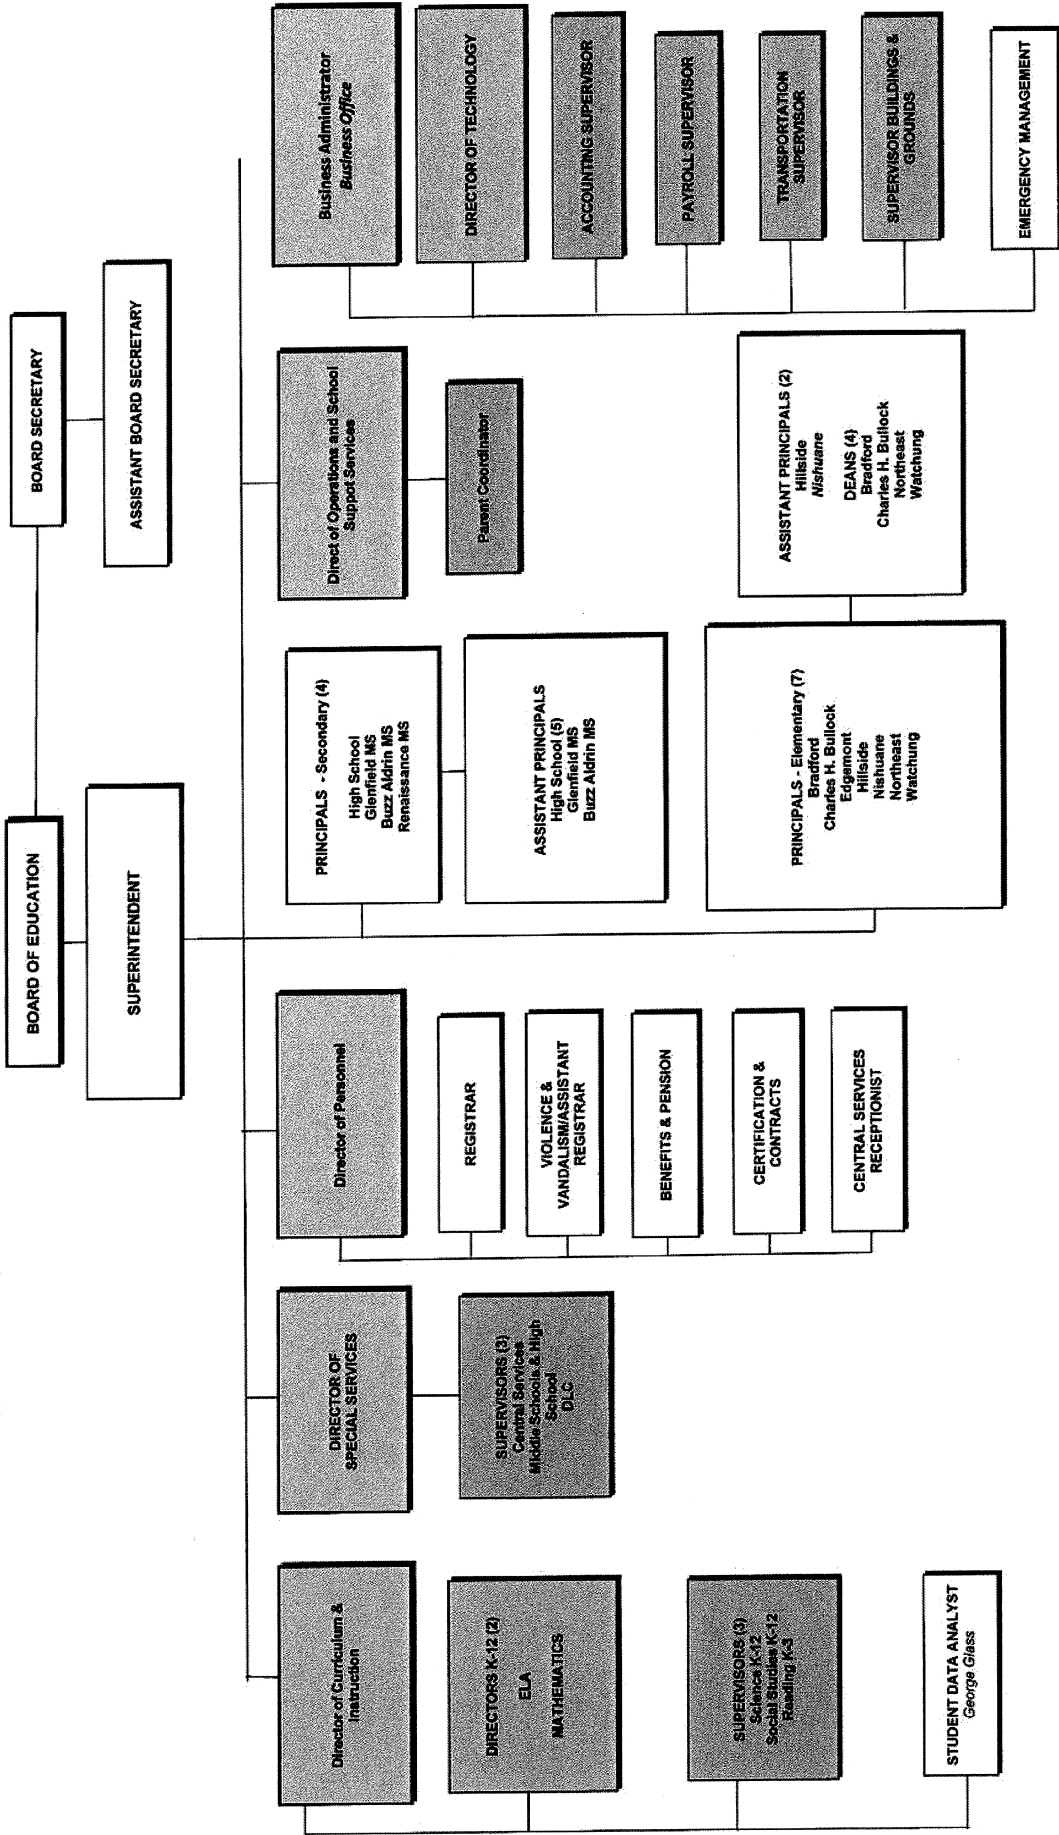 BOARD OF EDUCATION
BOARD SECRETARY
SUPERINTENDENT
ASSISTANT BOARD SECRETARY
Director of Curriculum &
Instruction
DIRECTORS K-12 (2)
ELA
MATHEMATICS
SUPERVISORS (3)
Science K-12
Social Studies K-12
Reading K-3
STUDENT DATA ANALYST
George Glass
DIRECTOR OF
SPECIAL SERVICES
SUPERVISORS (3)
Central Services
Middle Schools & High
School
DLC
Director of Personnel
REGISTRAR
VIOLENCE &
VANDALISM/ASSISTANT
REGISTRAR
BENEFITS & PENSION
CERTIFICATION &
CONTRACTS
CENTRAL SERVICES
RECEPTIONIST
PRINCIPALS - Secondary (4)
High School
Glenfield MS
Buzz Aldrin MS
Renaissance MS
ASSISTANT PRINCIPALS
High School (5)
Glenfield MS
Buzz Aldrin MS
PRINCIPALS - Elementary (7)
Bradford
Charles H. Bullock
Edgemont
Hillside
Nishuane
Northeast
Watchung
Direct of Operations and School
Suppot Services
Parent Coordinator
ASSISTANT PRINCIPALS (2)
Hillside
Nishuane
DEANS (4)
Bradford
Charles H. Bullock
Northeast
Watchung
Business Administrator
Business Office
DIRECTOR OF TECHNOLOGY
ACCOUNTING SUPERVISOR
PAYROLL SUPERVISOR
TRANSPORTATION
SUPERVISOR
SUPERVISOR BUILDINGS &
GROUNDS
EMERGENCY MANAGEMENT